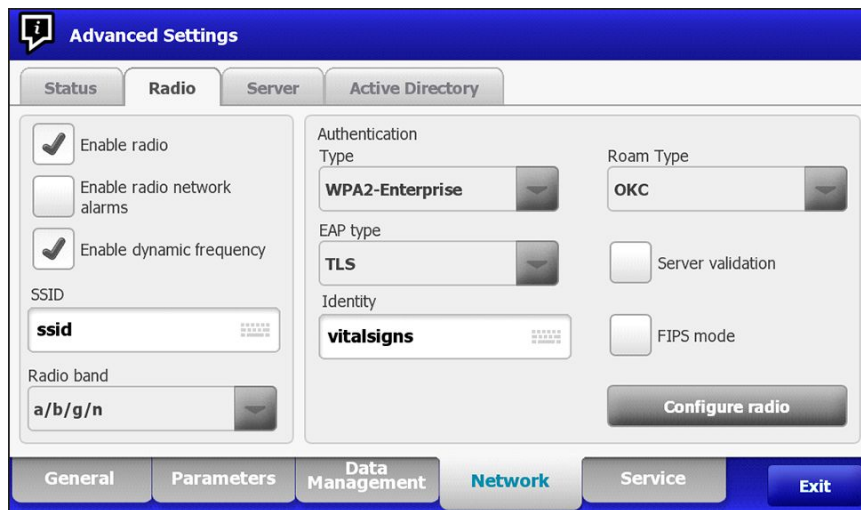 Advanced Settings
Status
Radio
Server
Active Directory
Enable radio
Enable radio network
alarms
Enable dynamic frequency
SSID
ssid
Radio band
a/b/g/n
Authentication
Type
WPA2-Enterprise
EAP type
TLS
Identity
vitalsigns
Roam Type
OKC
Server validation
FIPS mode
Configure radio
General
Parameters
Data
Management
Network
Service
Exit